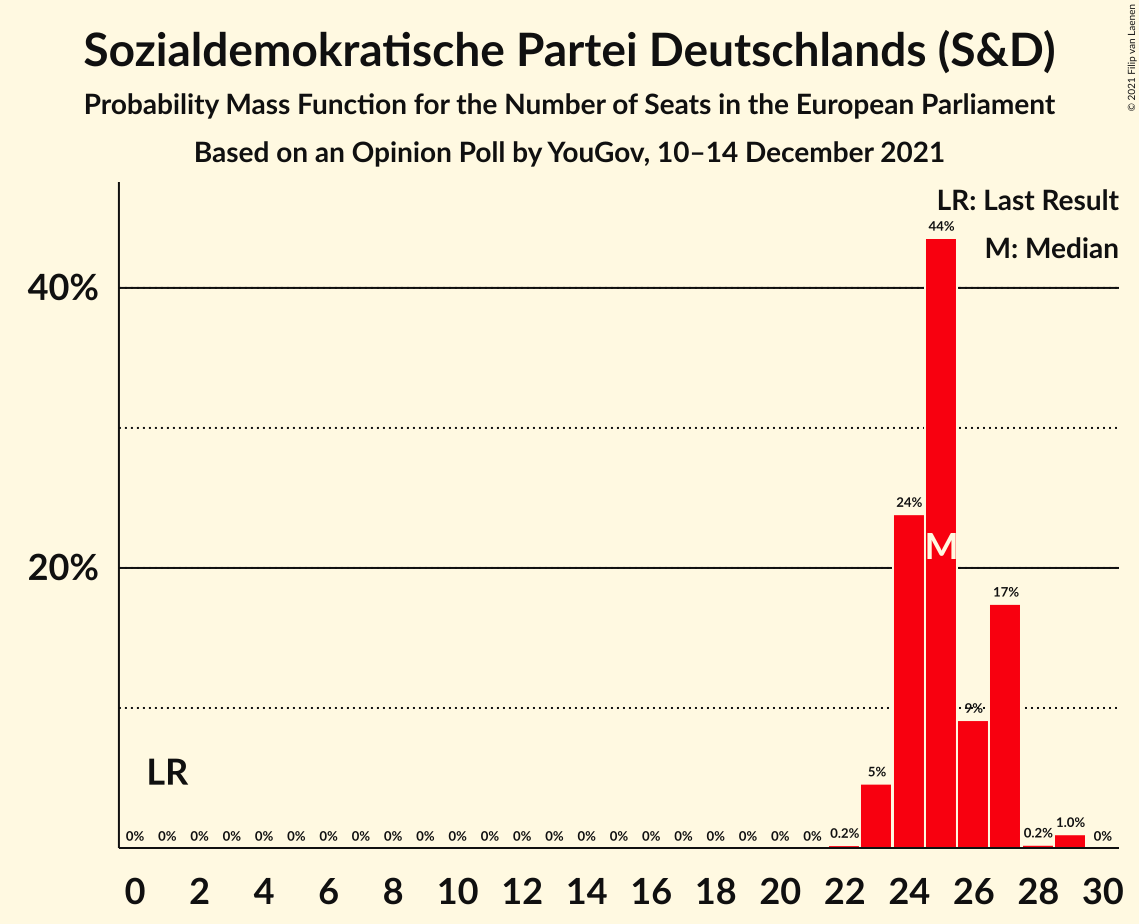 Sozialdemokratische Partei Deutschlands (S&D)
Probability Mass Function for the Number of Seats in the European Parliament
Based on an Opinion Poll by YouGov, 10–14 December 2021
© 2021 Filip van Laenen
LR: Last Result
M: Median
44%
40%
24%
M
20%
17%
9%
LR
5%
0% 0% 0% 0% 0% 0% 0% 0% 0% 0% 0% 0% 0% 0% 0% 0% 0% 0% 0% 0% 0% 0% 0.2% 0.2% 1.0% 0%
0 2 4 6 8 10 12 14 16 18 20 22 24 26 28 30